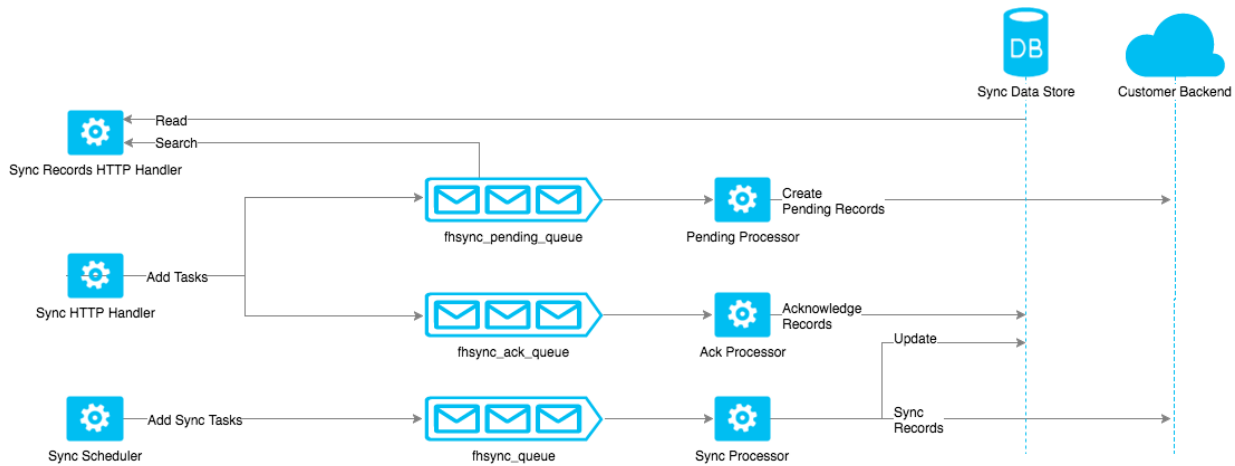 DB
Sync Data Store
Customer Backend
Read
Search
Sync Records HTTP Handler
Create
Pending Records
fhsync_pending_queue
Pending Processor
Add Tasks
Sync HTTP Handler
Acknowledge
Records
fhsync_ack_queue
Ack Processor
Update
Add Sync Tasks
Sync
Records
Sync Scheduler
fhsync_queue
Sync Processor